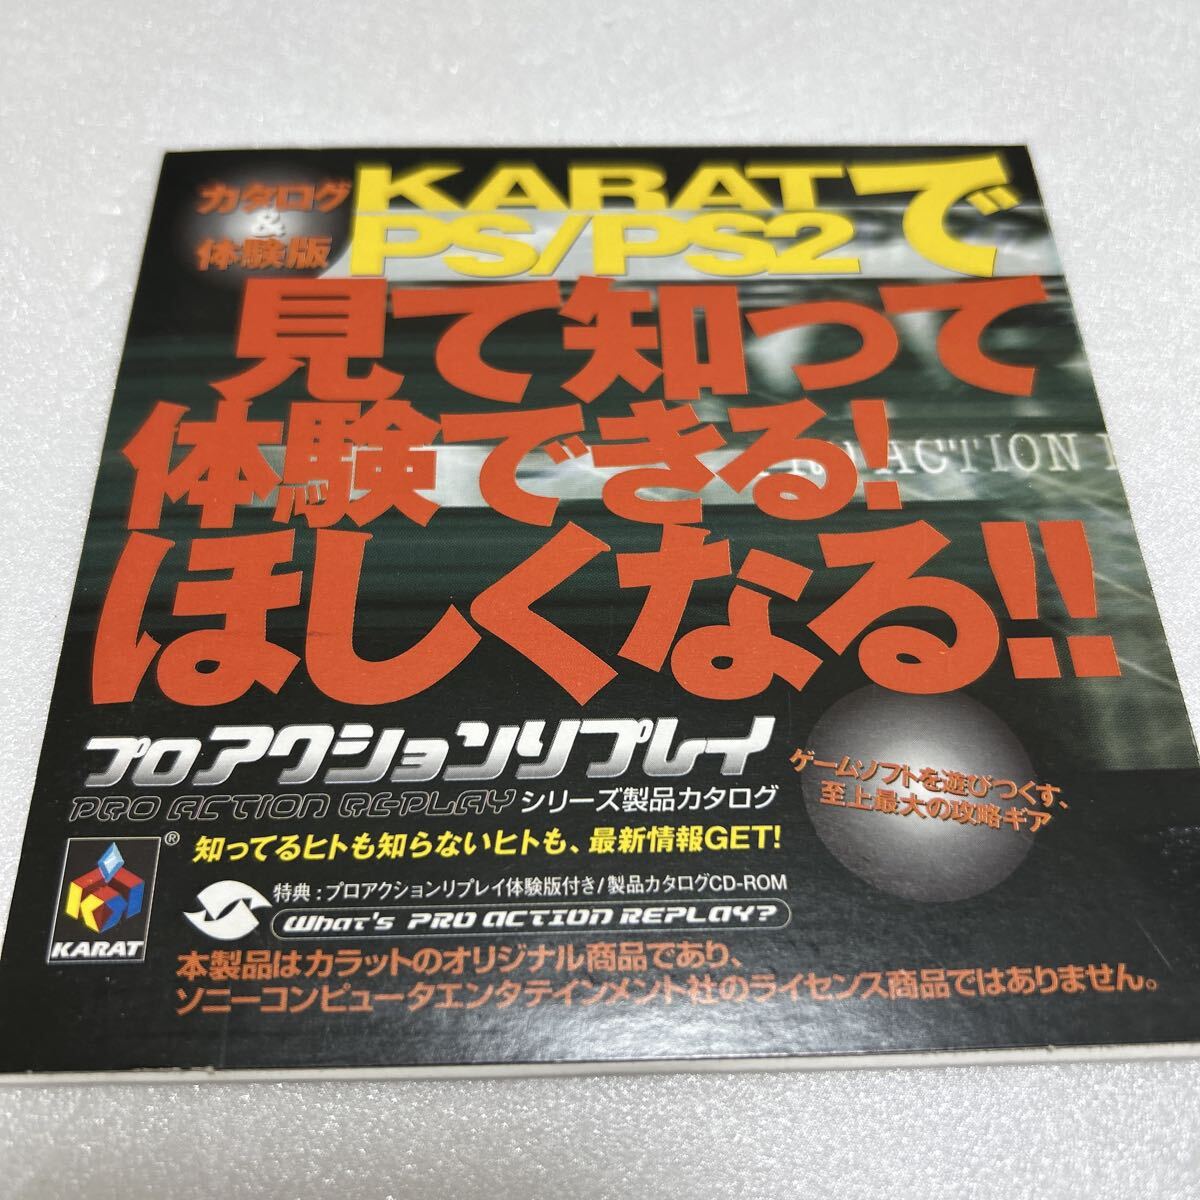 カタログ
&
体験版
KARATで
PS/PS2
見て知って
体験できる!
ほしくなる!!
PRO ACTION
プロアクションリプレイ
PRO ACTION REPLAY シリーズ製品カタログ
ゲームソフトを遊びつくす、
至上最大の攻略ギア
知ってるヒトも知らないヒトも、最新情報GET!
特典:プロアクションリプレイ体験版付き/製品カタログCD-ROM
What's PRO ACTION REPLAY?
®
KARAT
本製品はカラットのオリジナル商品であり、
ソニーコンピュータエンタテインメント社のライセンス商品ではありません。